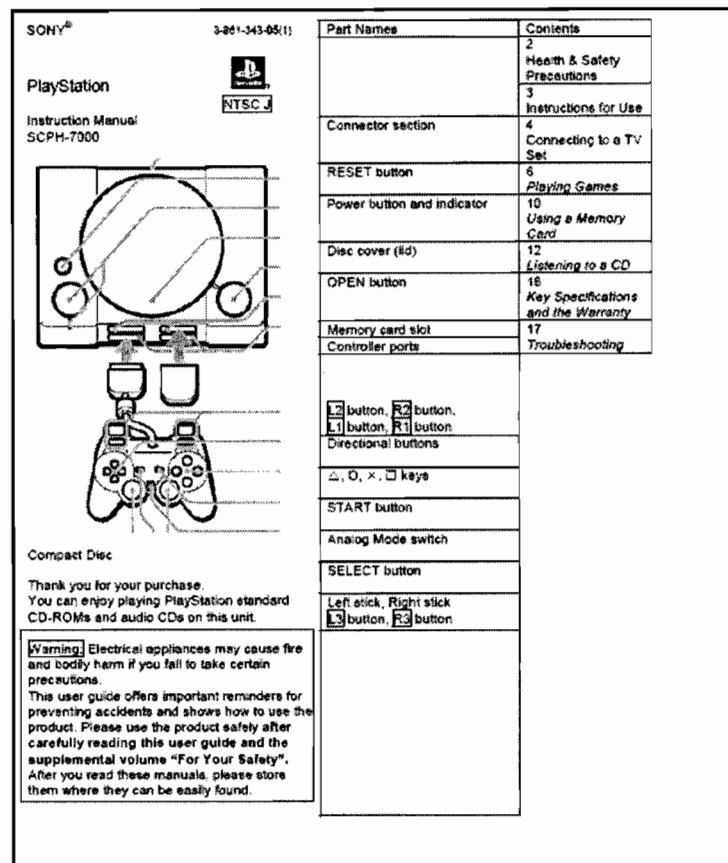 SONY®
3-861-343-05(1)
PlayStation
NTSC J
Instruction Manual
SCPH-7000
Compact Disc
Thank you for your purchase.
You can enjoy playing PlayStation standard
CD-ROMs and audio CDs on this unit.
Warning: Electrical appliances may cause fire
and bodily harm if you fail to take certain
precautions.
This user guide offers important reminders for
preventing accidents and shows how to use the
product. Please use the product safely after
carefully reading this user guide and the
supplemental volume "For Your Safety".
After you read these manuals, please store
them where they can be easily found.
Part Names
Connector section
RESET button
Power button and indicator
Disc cover (lid)
OPEN button
Memory card slot
Controller ports
L2 button, R2 button,
L1 button, R1 button
Directional buttons
△, O, ×, □ keys
START button
Analog Mode switch
SELECT button
Left stick, Right stick
L3 button, R3 button
Contents
2
Health & Safety
Precautions
3
Instructions for Use
4
Connecting to a TV
Set
6
Playing Games
10
Using a Memory
Card
12
Listening to a CD
16
Key Specifications
and the Warranty
17
Troubleshooting